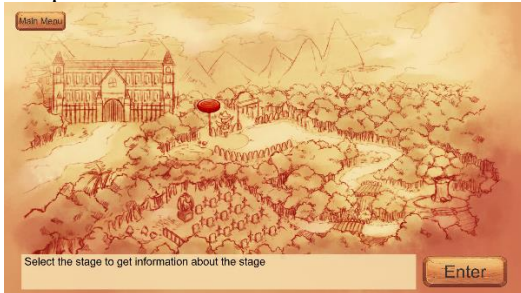 Main Menu
Select the stage to get information about the stage
Enter